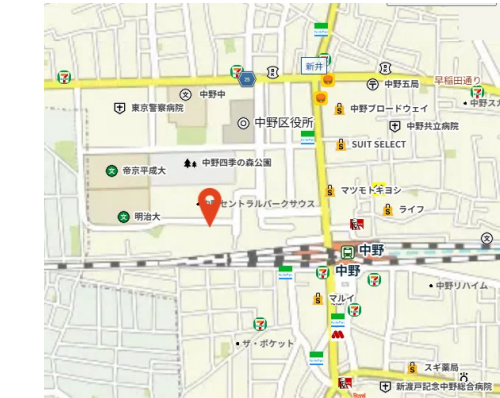 新井
早稲田通り
25
中野五局
中野中
東京警察病院
中野ブロードウェイ
中野区役所
中野共立病院
SUIT SELECT
中野四季の森公園
帝京平成大
マツモトキヨシ
セントラルパークサウス
ライフ
明治大
中野
中野
中野リハイム
マルイ
ザ・ポケット
スギ薬局
新渡戸記念中野総合病院